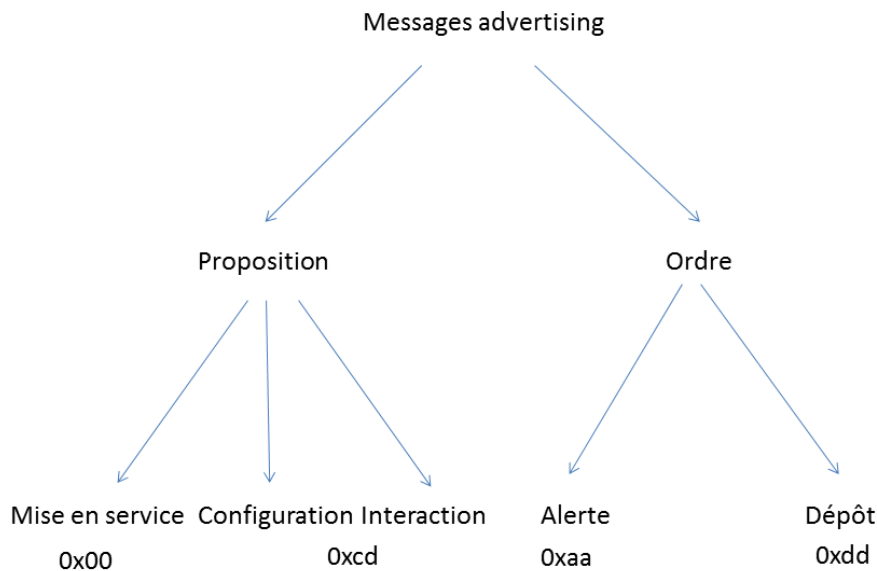 Messages advertising
Proposition
Ordre
Mise en service
Configuration
Interaction
Alerte
Dépôt
0x00
0xcd
0xaa
0xdd